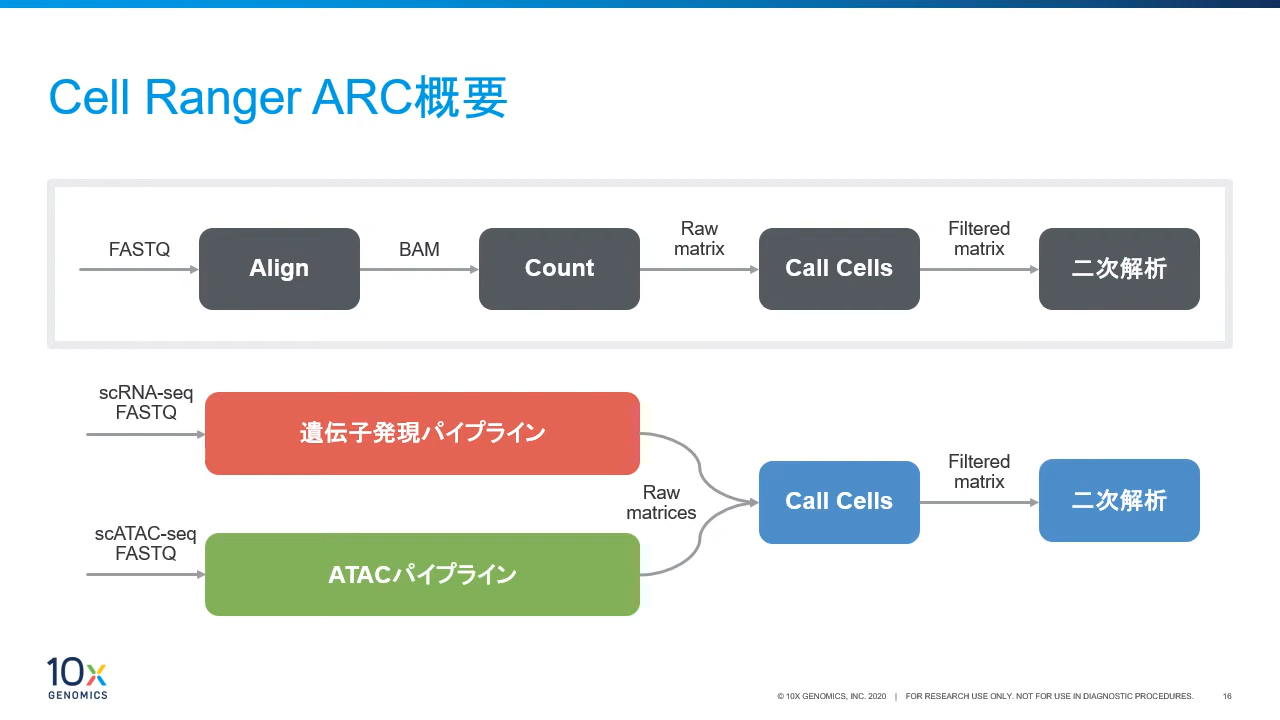 Cell Ranger ARC概要
FASTQ
Align
BAM
Count
Raw
matrix
Call Cells
Filtered
matrix
二次解析
scRNA-seq
FASTQ
遺伝子発現パイプライン
scATAC-seq
FASTQ
ATACパイプライン
Raw
matrices
Call Cells
Filtered
matrix
二次解析
10x
GENOMICS
© 10X GENOMICS, INC. 2020 | FOR RESEARCH USE ONLY. NOT FOR USE IN DIAGNOSTIC PROCEDURES. 16